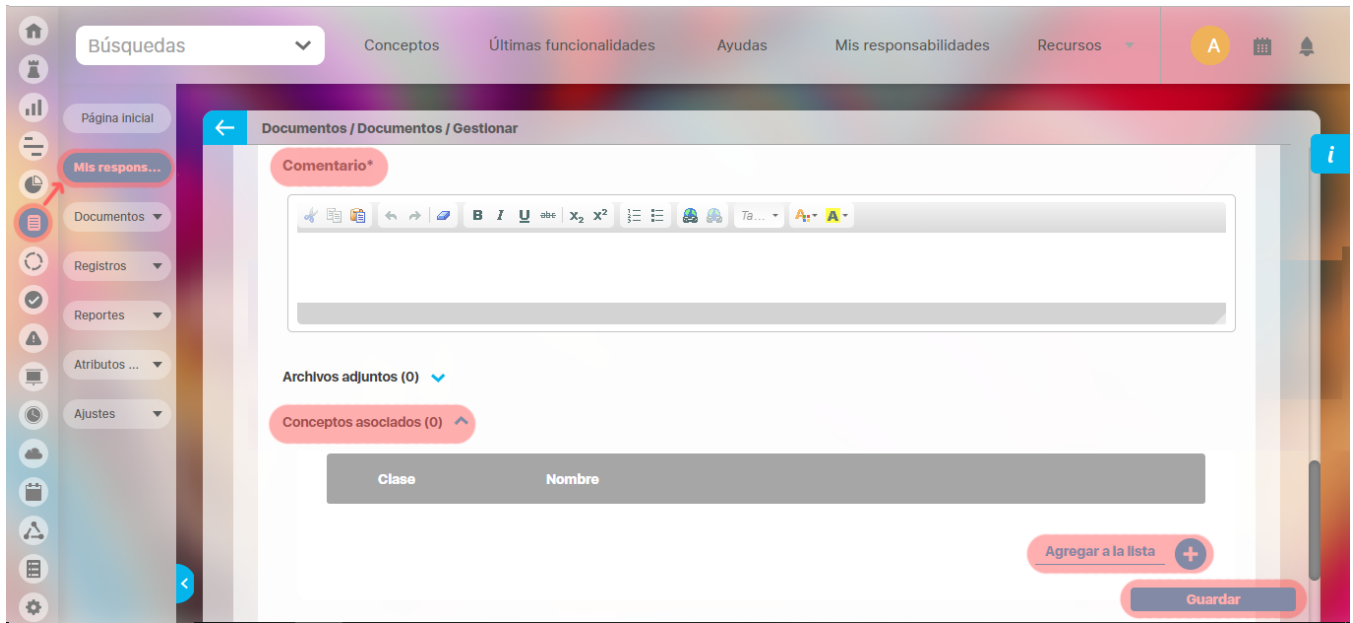 Búsquedas
Conceptos
Últimas funcionalidades
Ayudas
Mis responsabilidades
Recursos
A
Página inicial
Mis respons...
Documentos
Registros
Reportes
Atributos ...
Ajustes
Documentos / Documentos / Gestionar
i
Comentario*
B I U abc X₂ X² Ta... A A
Archivos adjuntos (0)
Conceptos asociados (0)
Clase Nombre
Agregar a la lista
Guardar